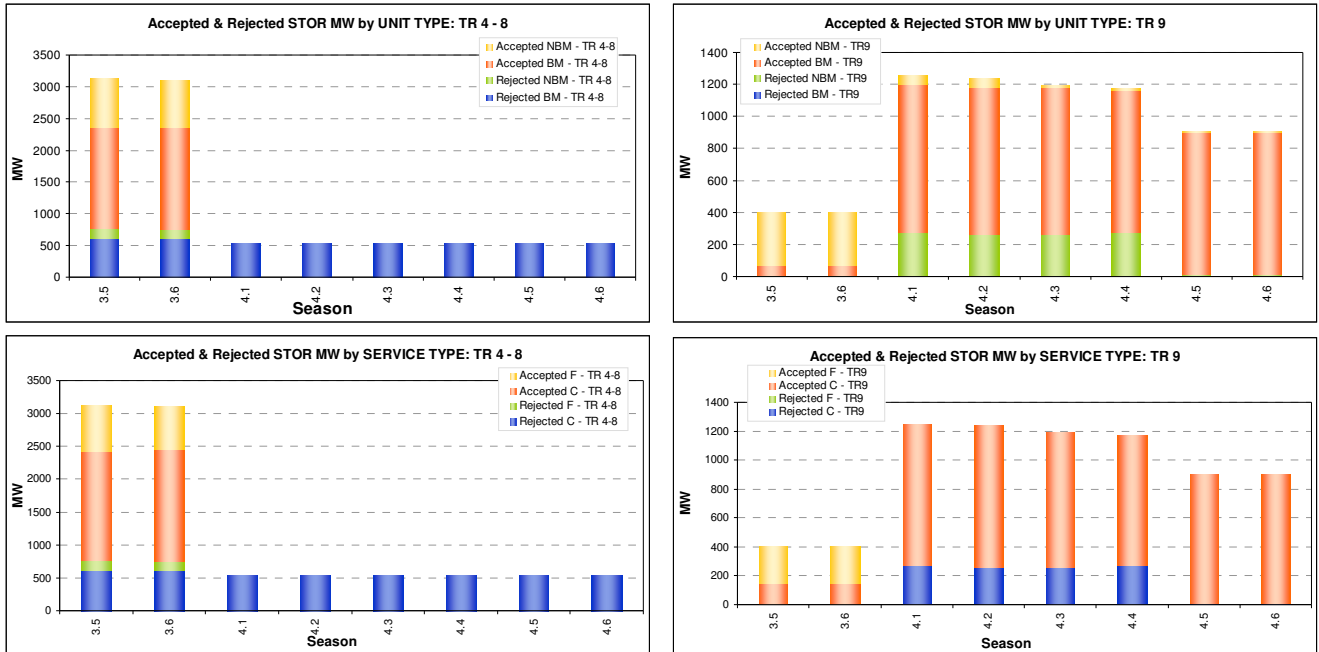 Accepted & Rejected STOR MW by UNIT TYPE: TR 4 - 8
Accepted NBM - TR 4-8
Accepted BM - TR 4-8
Rejected NBM - TR 4-8
Rejected BM - TR 4-8
3500
3000
2500
2000
1500
1000
500
0
MW
3.5
3.6
4.1
4.2
4.3
4.4
4.5
4.6
Season
Accepted & Rejected STOR MW by UNIT TYPE: TR 9
Accepted NBM - TR9
Accepted BM - TR9
Rejected NBM - TR9
Rejected BM - TR9
1400
1200
1000
800
600
400
200
0
MW
3.5
3.6
4.1
4.2
4.3
4.4
4.5
4.6
Season
Accepted & Rejected STOR MW by SERVICE TYPE: TR 4 - 8
Accepted F - TR 4-8
Accepted C - TR 4-8
Rejected F - TR 4-8
Rejected C - TR 4-8
3500
3000
2500
2000
1500
1000
500
0
MW
3.5
3.6
4.1
4.2
4.3
4.4
4.5
4.6
Season
Accepted & Rejected STOR MW by SERVICE TYPE: TR 9
Accepted F - TR9
Accepted C - TR9
Rejected F - TR9
Rejected C - TR9
1400
1200
1000
800
600
400
200
0
MW
3.5
3.6
4.1
4.2
4.3
4.4
4.5
4.6
Season